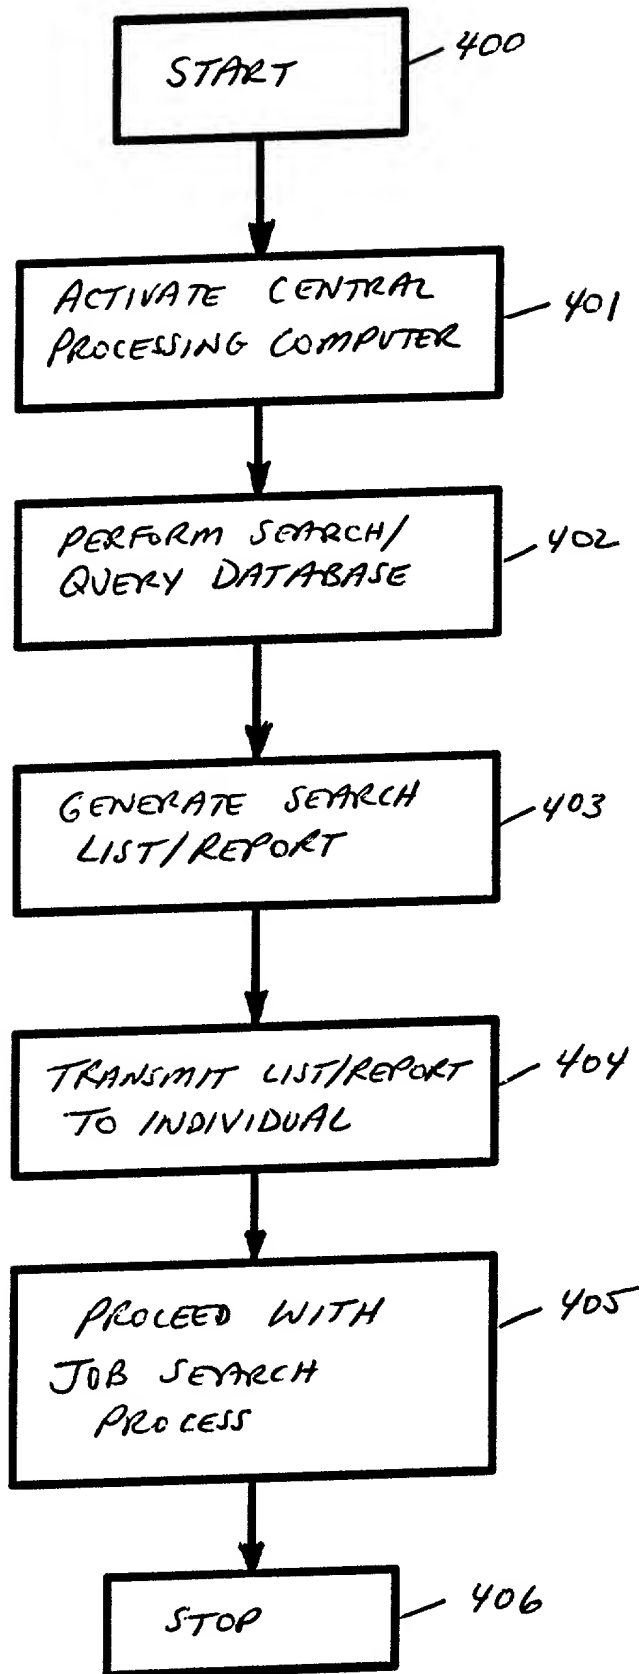 START
400
ACTIVATE CENTRAL
PROCESSING COMPUTER
401
PERFORM SEARCH/
QUERY DATABASE
402
GENERATE SEARCH
LIST/REPORT
403
TRANSMIT LIST/REPORT
TO INDIVIDUAL
404
PROCEED WITH
JOB SEARCH
PROCESS
405
STOP
406